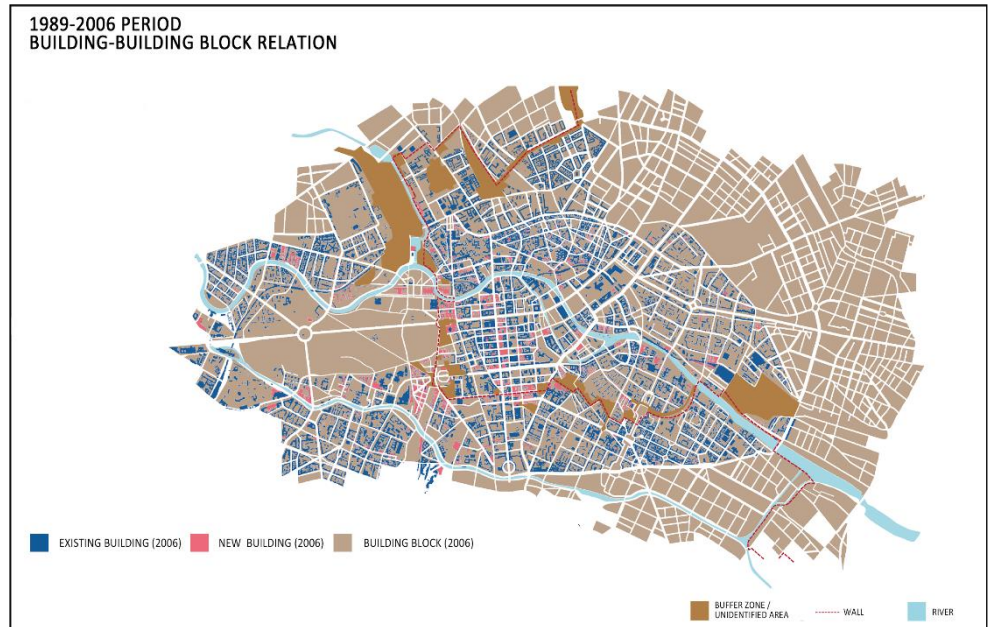 1989-2006 PERIOD
BUILDING-BUILDING BLOCK RELATION
EXISTING BUILDING (2006)
NEW BUILDING (2006)
BUILDING BLOCK (2006)
BUFFER ZONE /
UNIDENTIFIED AREA
WALL
RIVER